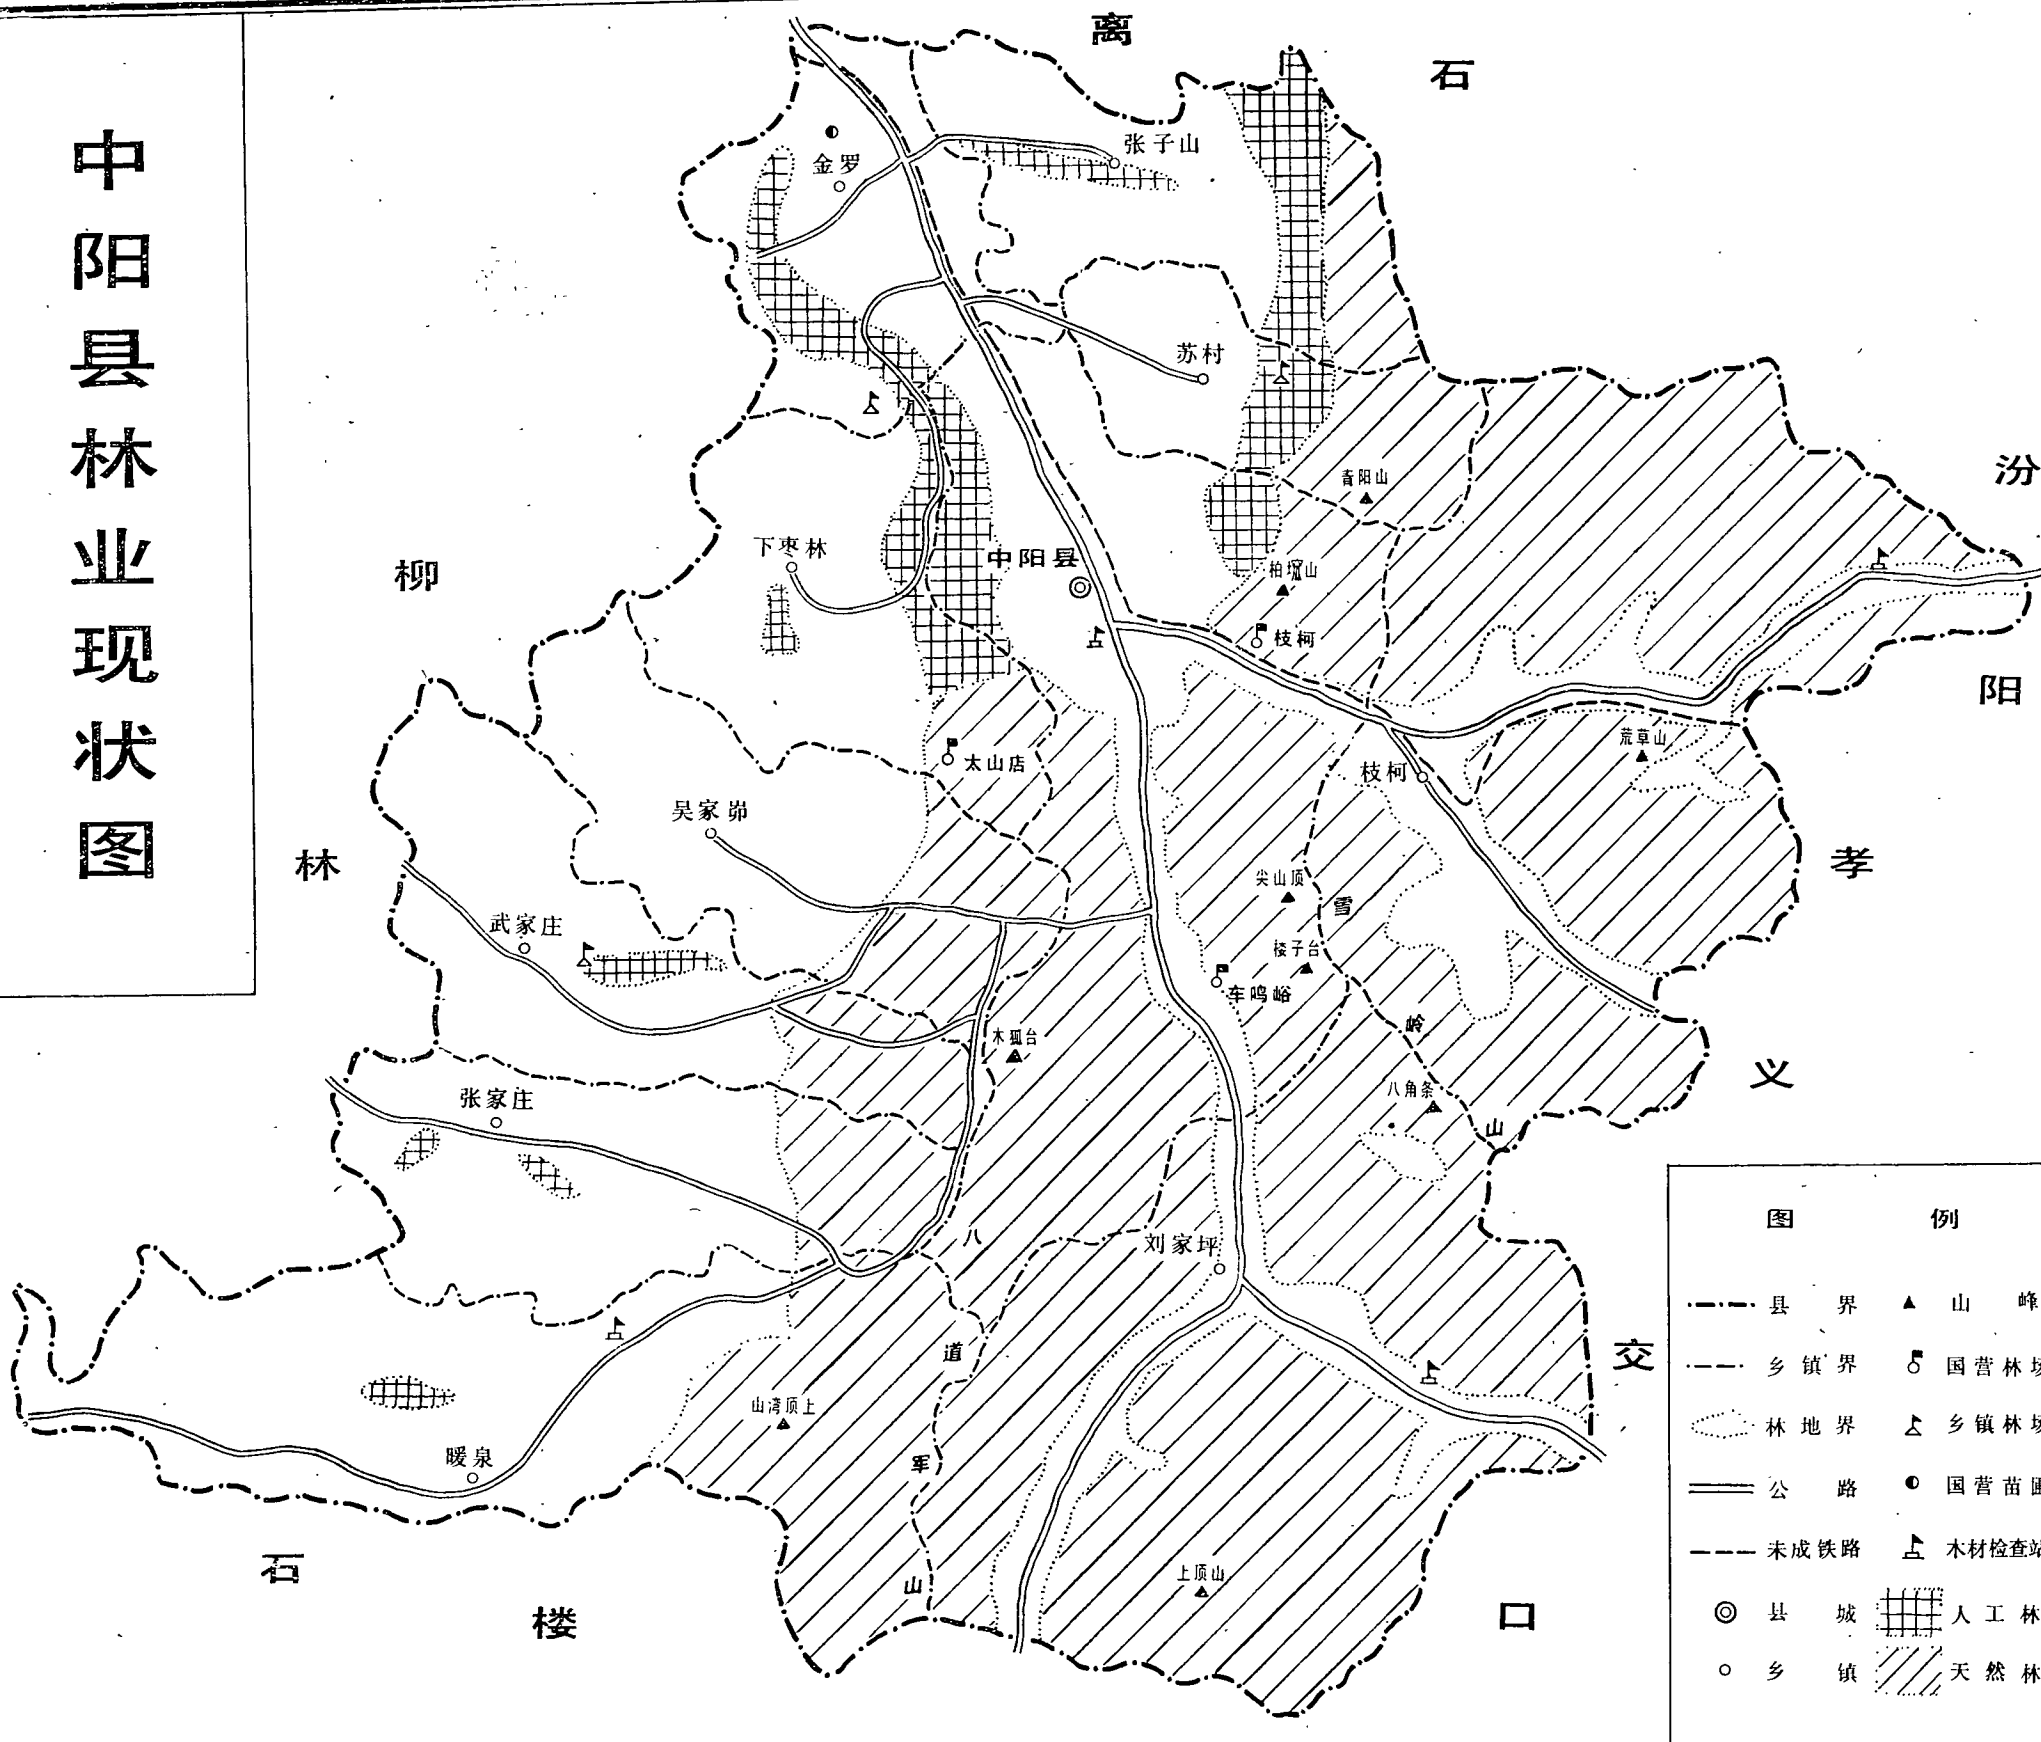 中阳县林业现状图
离石
汾阳
孝义
交口
石楼
柳林
张子山
金罗
苏村
青阳山
下枣林
中阳县
柏埻山
枝柯
荒草山
太山店
枝柯
吴家峁
尖山顶
雪岭山
楼子台
武家庄
车鸣峪
木狐台
八角条
张家庄
刘家坪
八道军山
山湾顶上
暖泉
上顶山
图例
县界
山峰
乡镇界
国营林场
林地界
乡镇林场
公路
国营苗圃
未成铁路
木材检查站
县城
人工林
乡镇
天然林